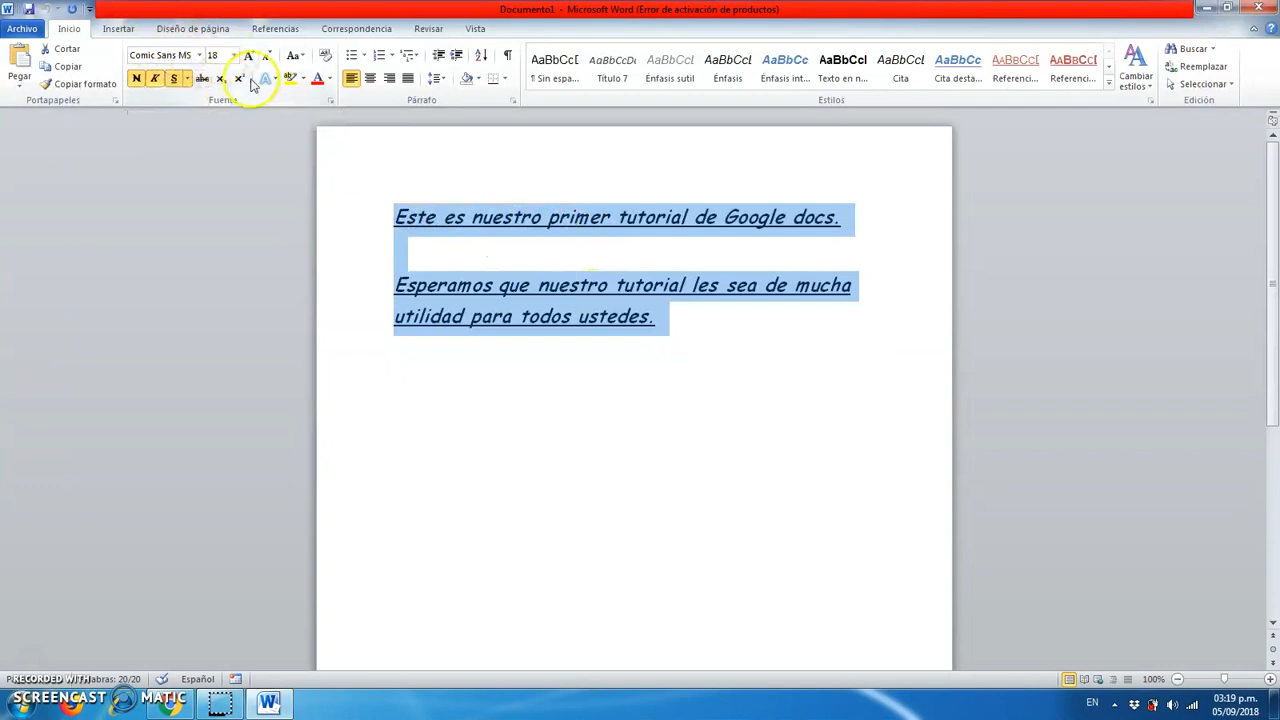 Documento1 - Microsoft Word (Error de activación de productos)
Archivo Inicio Insertar Diseño de página Referencias Correspondencia Revisar Vista
Pegar
Cortar
Copiar
Copiar formato
Portapapeles
Comic Sans MS 18
Fuente
Párrafo
AaBbCcI AaBbCcDc AaBbCcI AaBbCcI AaBbCcI AaBbCcI AaBbCcI AaBbCc AaBbCcI AaBbCcI
¶ Sin espa... Título 7 Énfasis sutil Énfasis Énfasis intens... Texto en n... Cita Cita desta... Referenci... Referenci...
Estilos
Cambiar estilos
Buscar
Reemplazar
Seleccionar
Edición
Este es nuestro primer tutorial de Google docs.
Esperamos que nuestro tutorial les sea de mucha
utilidad para todos ustedes.
Palabras: 20/20 Español
100%
RECORDED WITH
SCREENCAST MATIC
EN
03:19 p.m.
05/09/2018